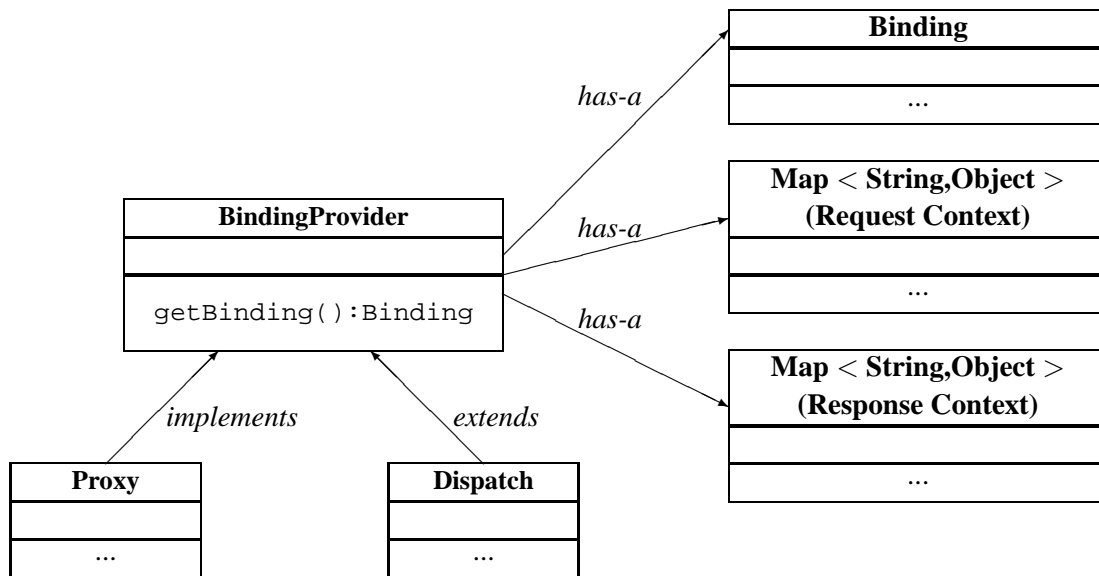 Binding
...
has-a
Map < String,Object >
(Request Context)
...
BindingProvider
has-a
getBinding():Binding
has-a
Map < String,Object >
(Response Context)
...
implements
extends
Proxy
...
Dispatch
...